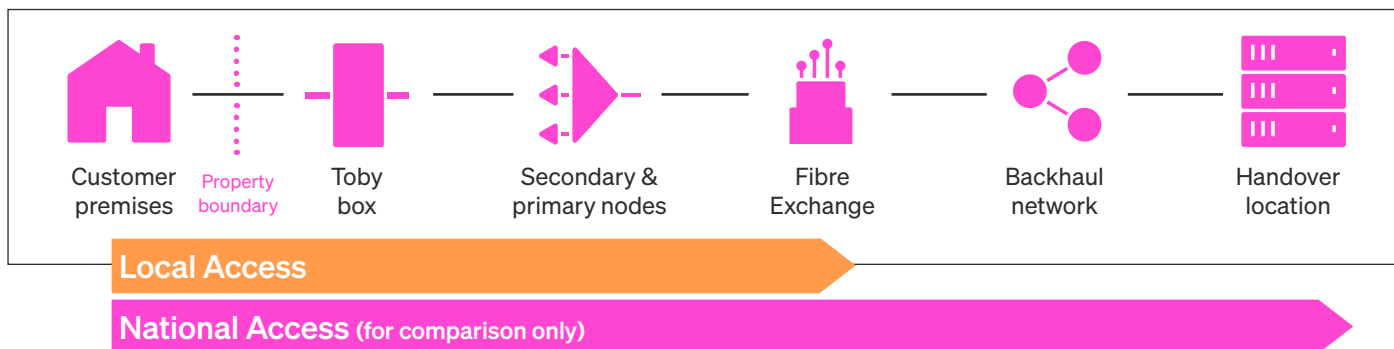 Customer
premises
Property
boundary
Toby
box
Secondary &
primary nodes
Fibre
Exchange
Backhaul
network
Handover
location
Local Access
National Access (for comparison only)